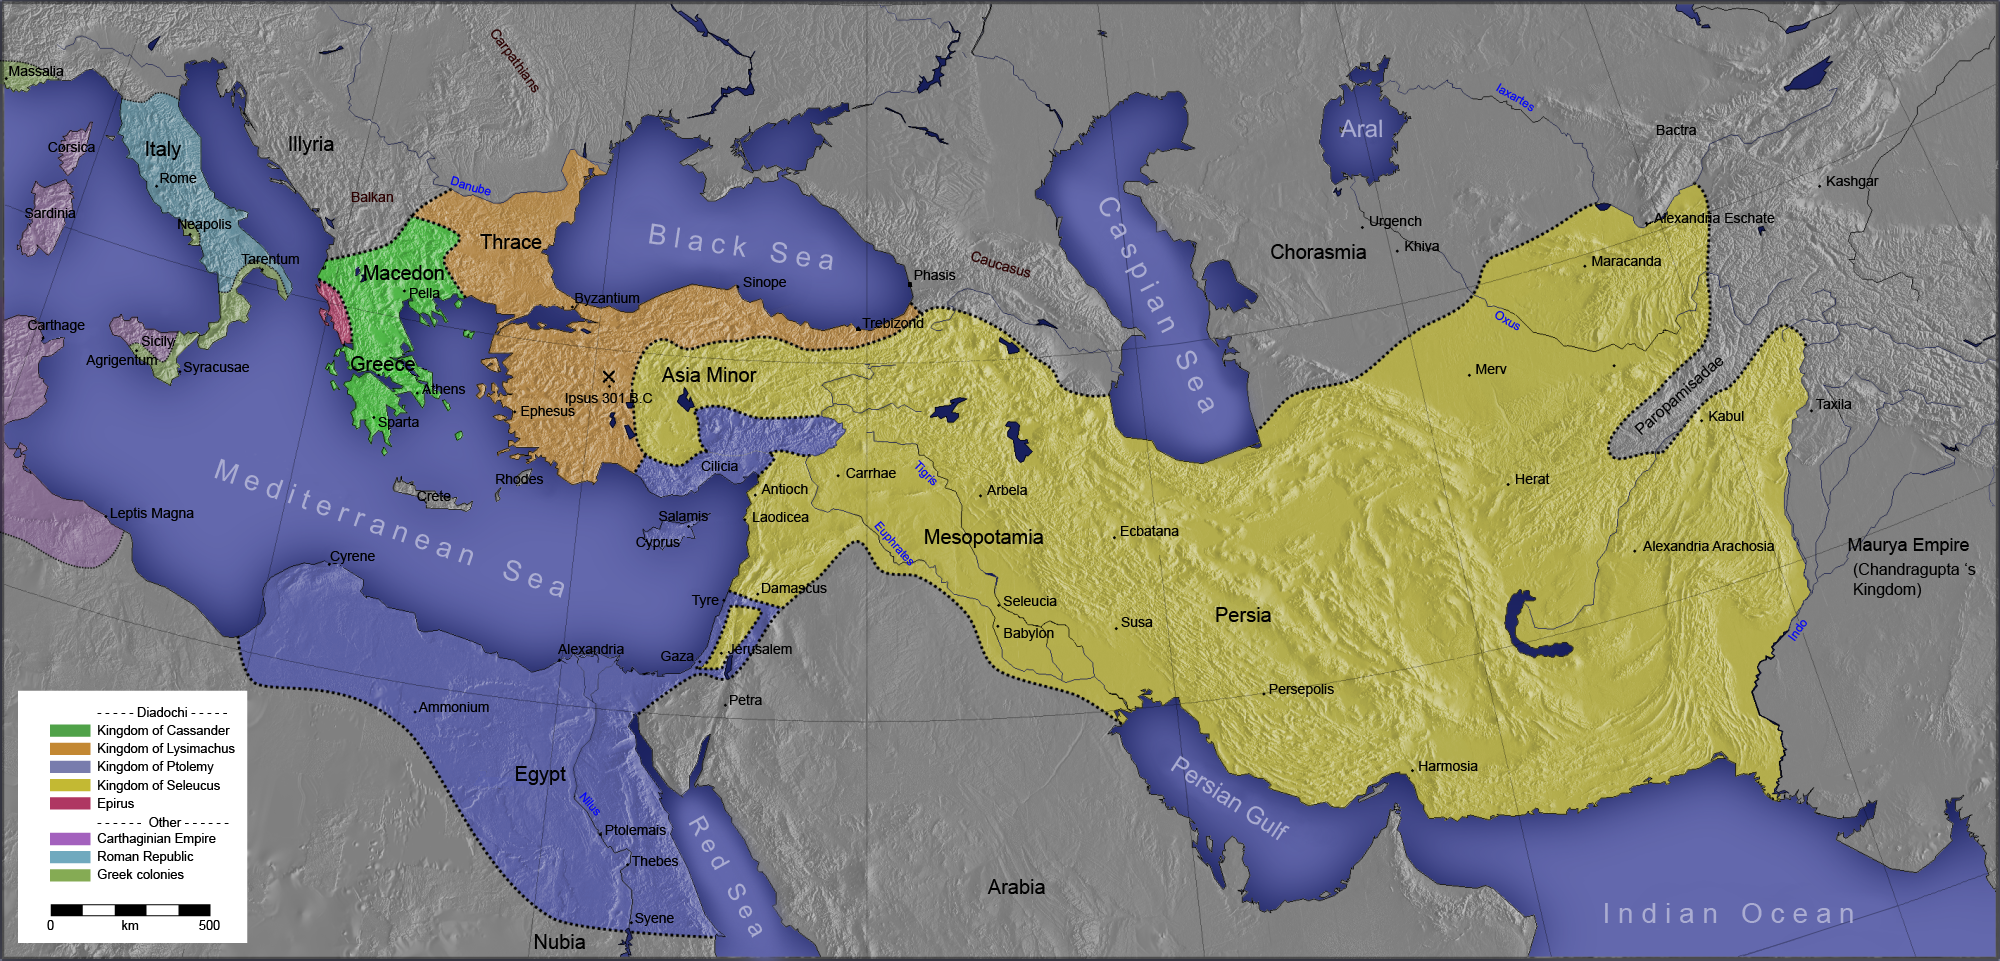 Massalia
Carpathians
Iaxartes
Aral
Bactra
Corsica
Italy
Illyria
Rome
Balkan
Danube
Kashgar
Sardinia
Neapolis
Thrace
Black Sea
Caspian Sea
Urgench
Khiva
Chorasmia
Alexandria Eschate
Tarentum
Macedon
Pella
Caucasus
Phasis
Sinope
Maracanda
Byzantium
Trebizond
Oxus
Carthage
Sicily
Agrigentum
Syracusae
Greece
Athens
Sparta
Asia Minor
Ipsus 301 B.C
Ephesus
Merv
Paropamisadae
Kabul
Taxila
Cilicia
Carrhae
Tigris
Arbela
Herat
Mediterranean Sea
Crete
Rhodes
Antioch
Laodicea
Salamis
Cyprus
Leptis Magna
Euphrates
Mesopotamia
Ecbatana
Alexandria Arachosia
Maurya Empire
(Chandragupta ‘s
Kingdom)
Cyrene
Damascus
Tyre
Seleucia
Babylon
Susa
Persia
Indo
Alexandria
Gaza
Jerusalem
Petra
Persepolis
Ammonium
Egypt
Nilus
Harmosia
Persian Gulf
Ptolemais
Thebes
Red Sea
Arabia
Syene
Nubia
Indian Ocean
- - - - - Diadochi - - - - -
Kingdom of Cassander
Kingdom of Lysimachus
Kingdom of Ptolemy
Kingdom of Seleucus
Epirus
- - - - - - Other - - - - - -
Carthaginian Empire
Roman Republic
Greek colonies
0 km 500